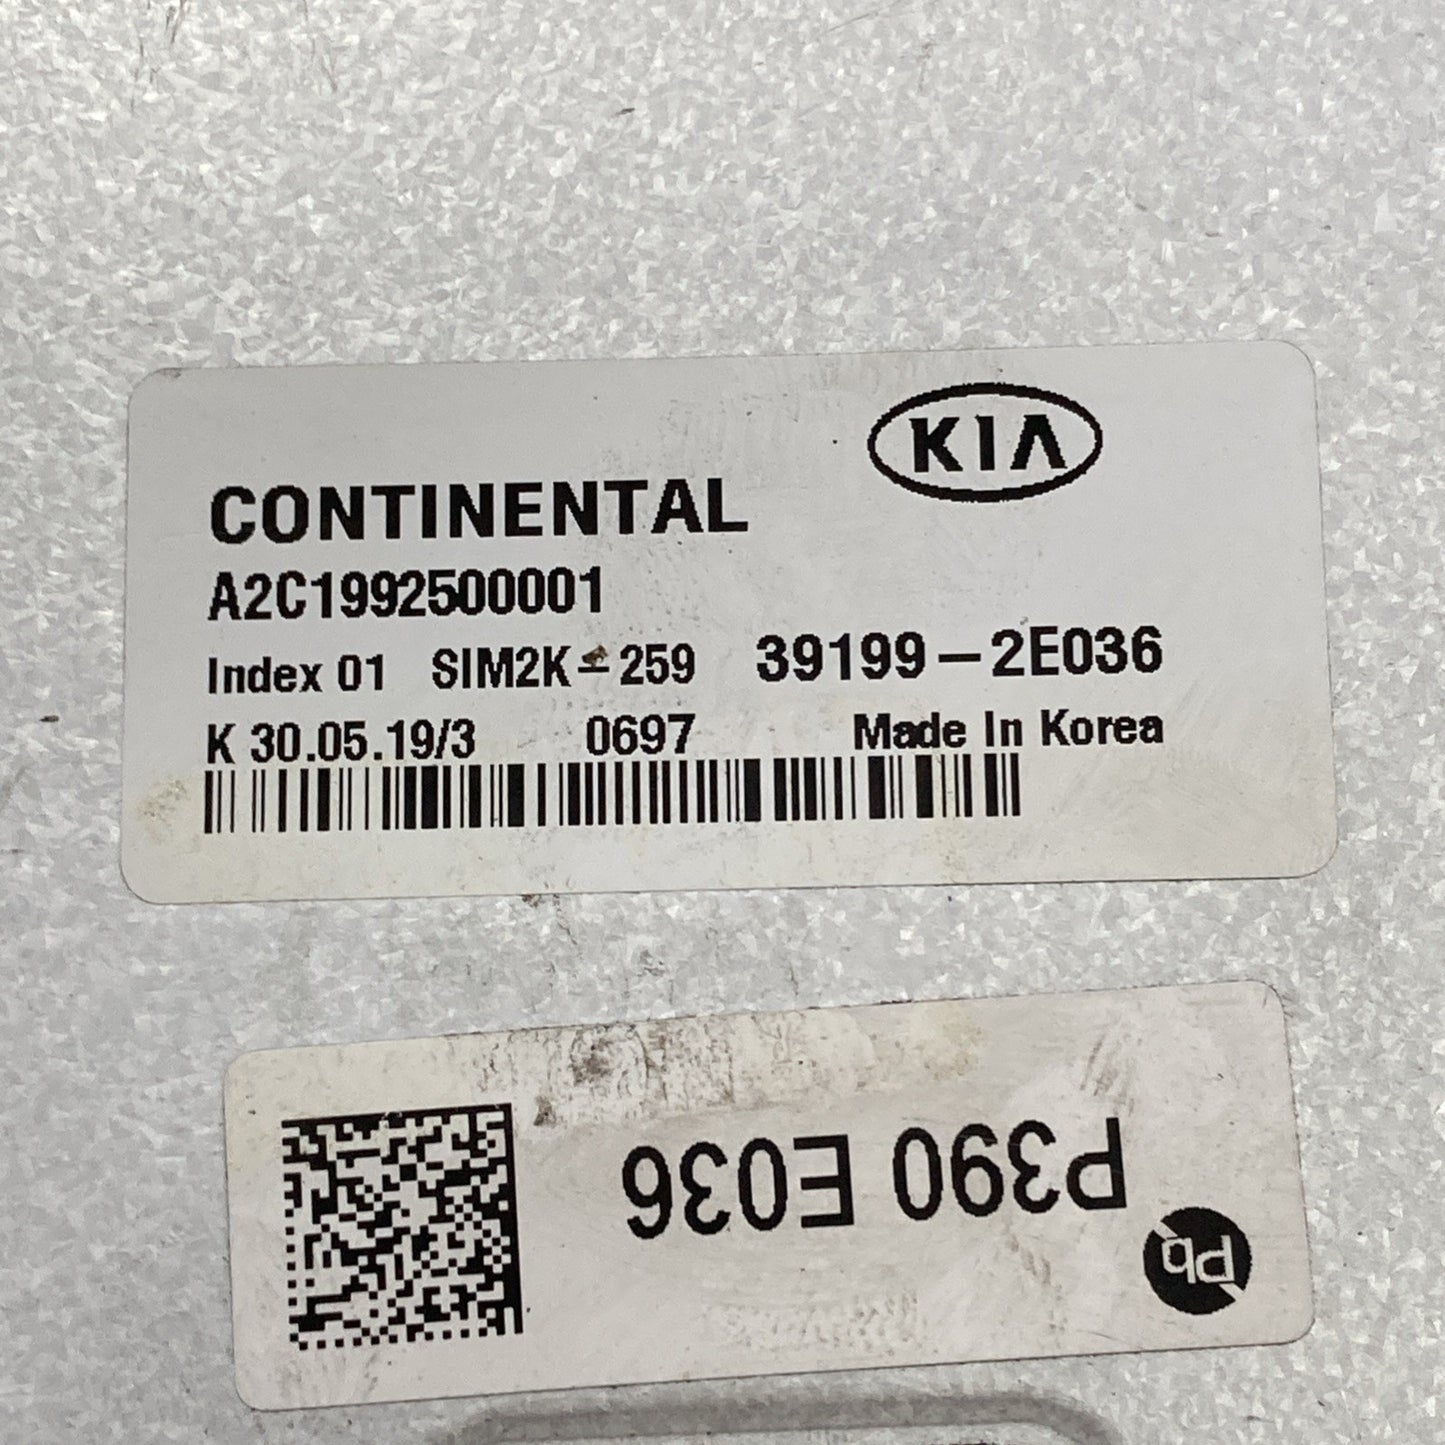 KIA
CONTINENTAL
A2C1992500001
Index 01 SIM2K-259 39199-2E036
K 30.05.19/3 0697 Made In Korea
P390 E036
Pb